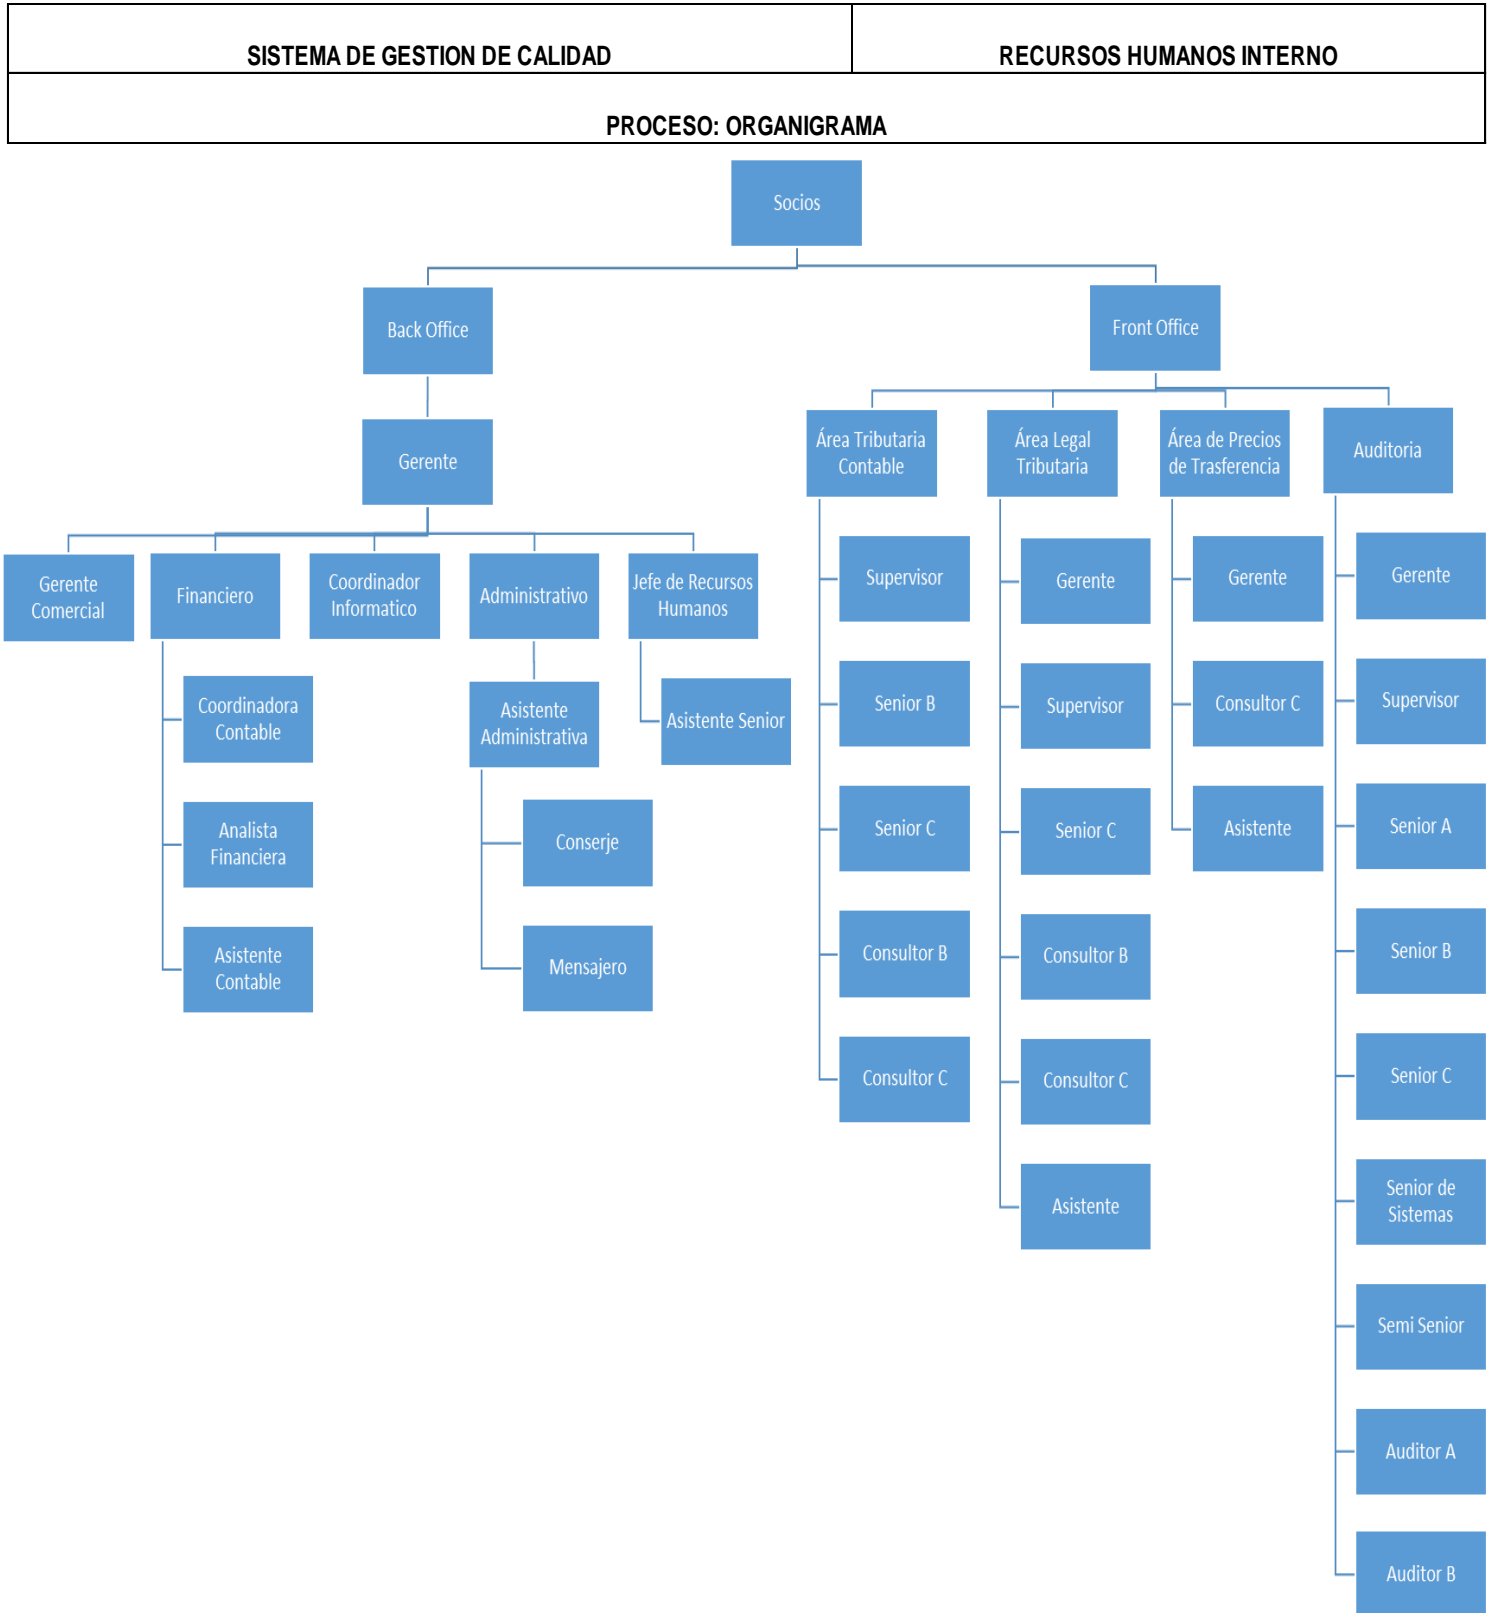 SISTEMA DE GESTION DE CALIDAD
RECURSOS HUMANOS INTERNO
PROCESO: ORGANIGRAMA
Socios
Back Office
Front Office
Gerente
Área Tributaria
Contable
Área Legal
Tributaria
Área de Precios
de Trasferencia
Auditoria
Gerente
Comercial
Financiero
Coordinador
Informatico
Administrativo
Jefe de Recursos
Humanos
Coordinadora
Contable
Analista
Financiera
Asistente
Contable
Asistente
Administrativa
Conserje
Mensajero
Asistente Senior
Supervisor
Senior B
Senior C
Consultor B
Consultor C
Gerente
Supervisor
Senior C
Consultor B
Consultor C
Asistente
Gerente
Consultor C
Asistente
Gerente
Supervisor
Senior A
Senior B
Senior C
Senior de
Sistemas
Semi Senior
Auditor A
Auditor B